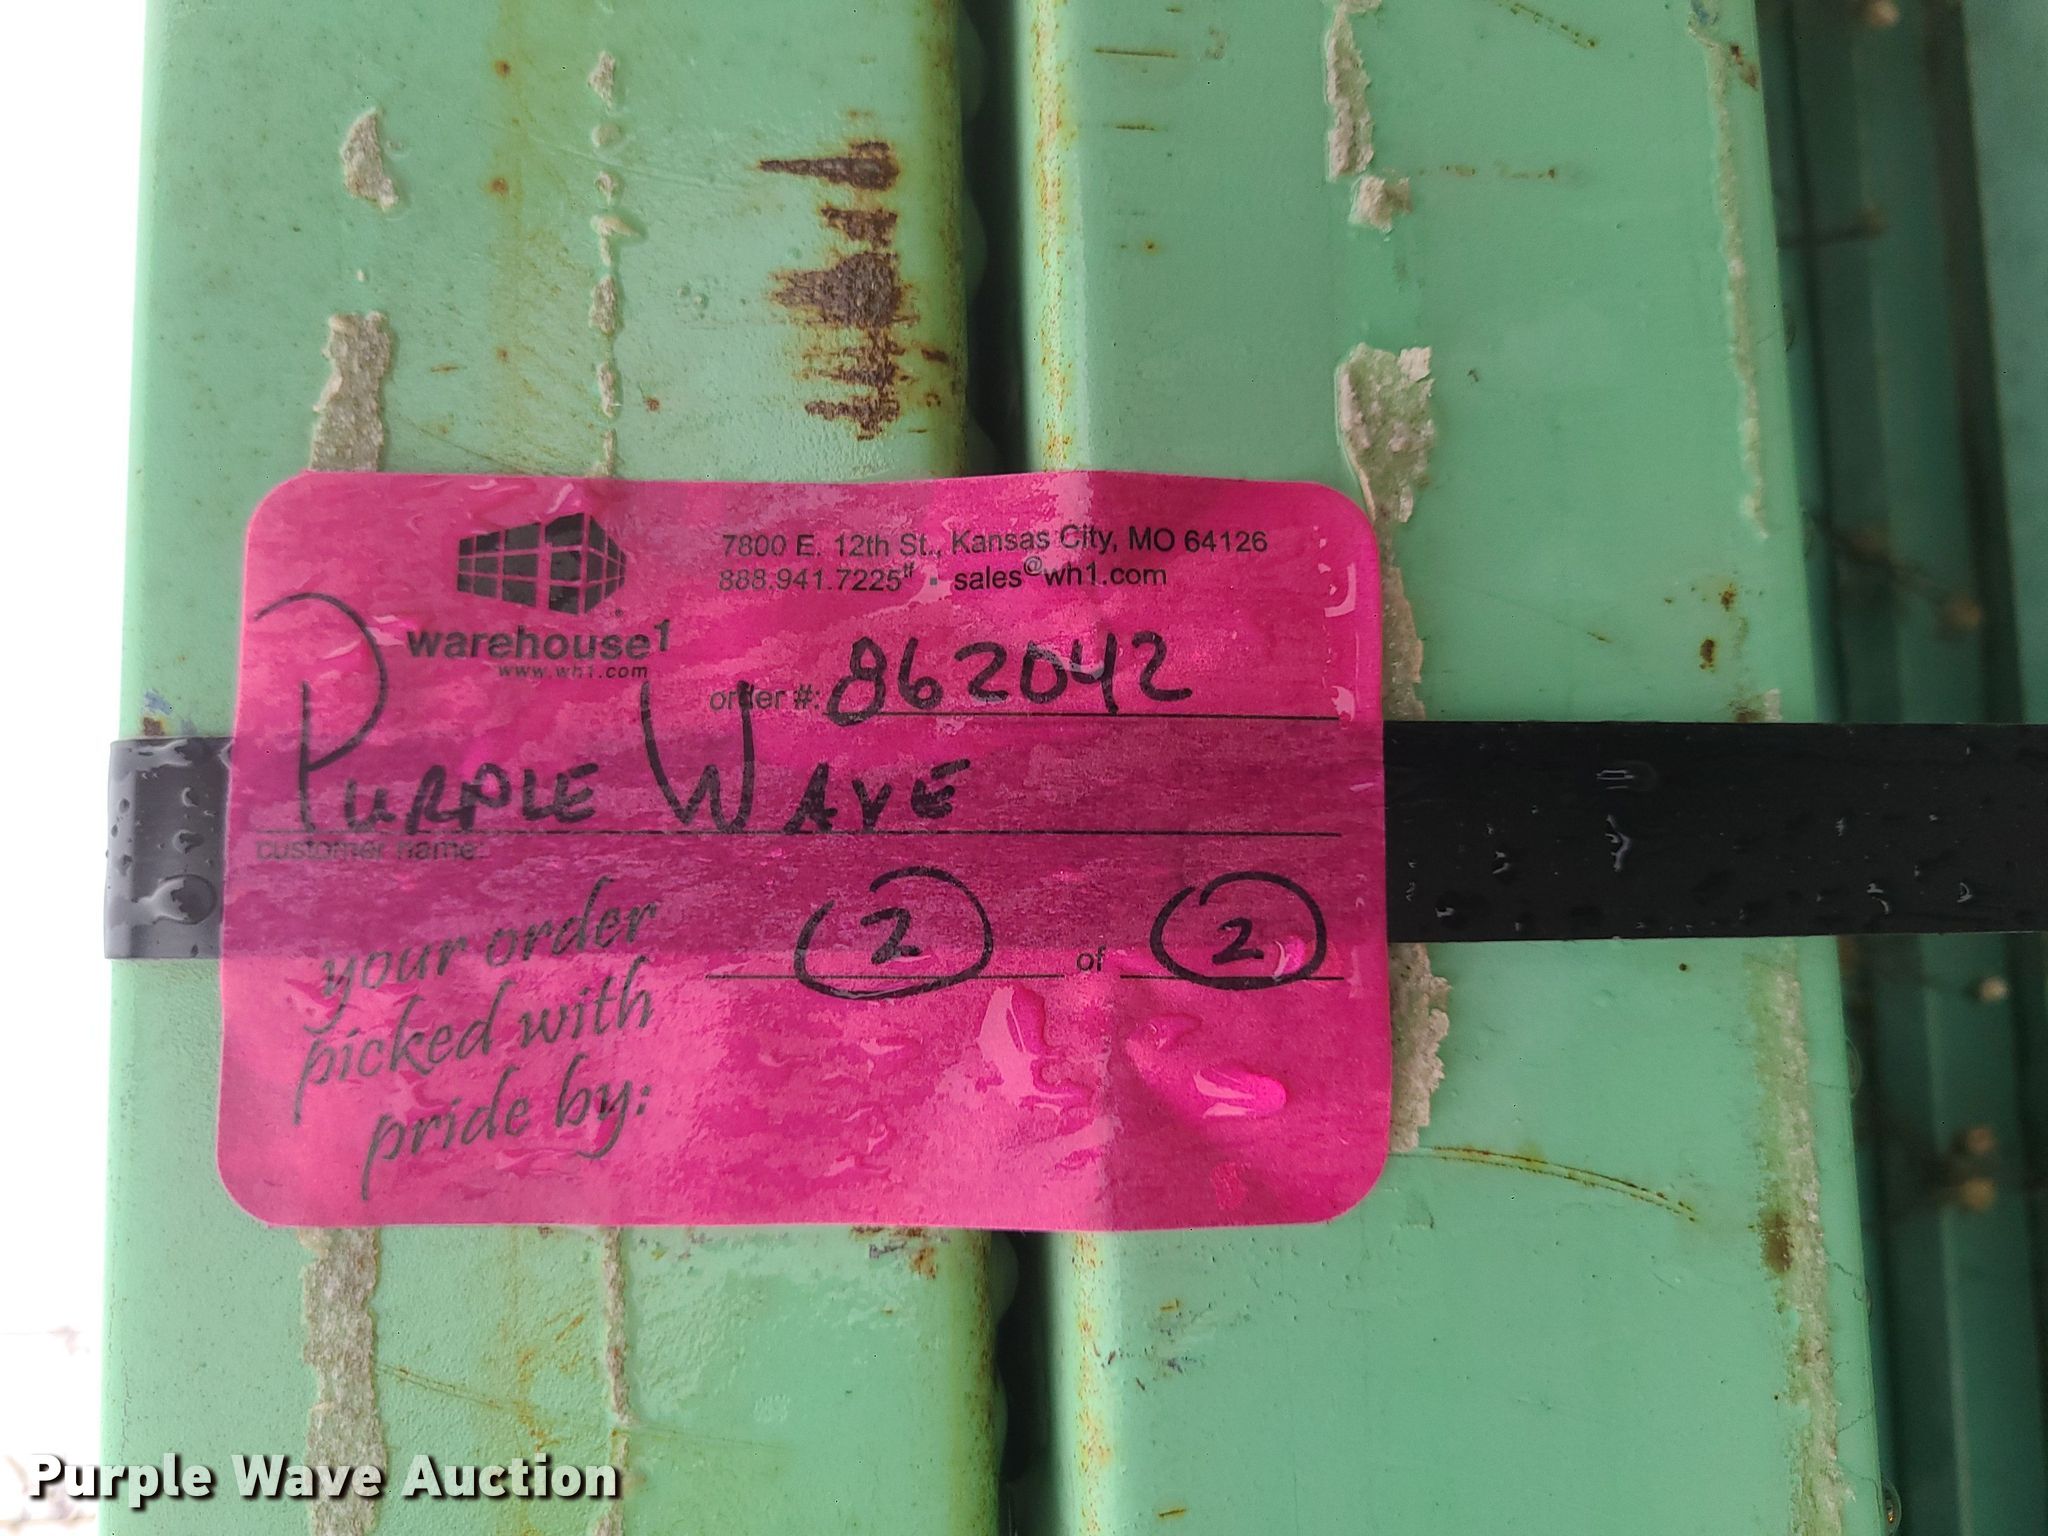 7800 E. 12th St., Kansas City, MO 64126
888.941.7225tf • sales@wh1.com
warehouse1
www.wh1.com
order #: 862042
PURPLE WAVE
customer name:
2 of 2
your order
picked with
pride by:
Purple Wave Auction